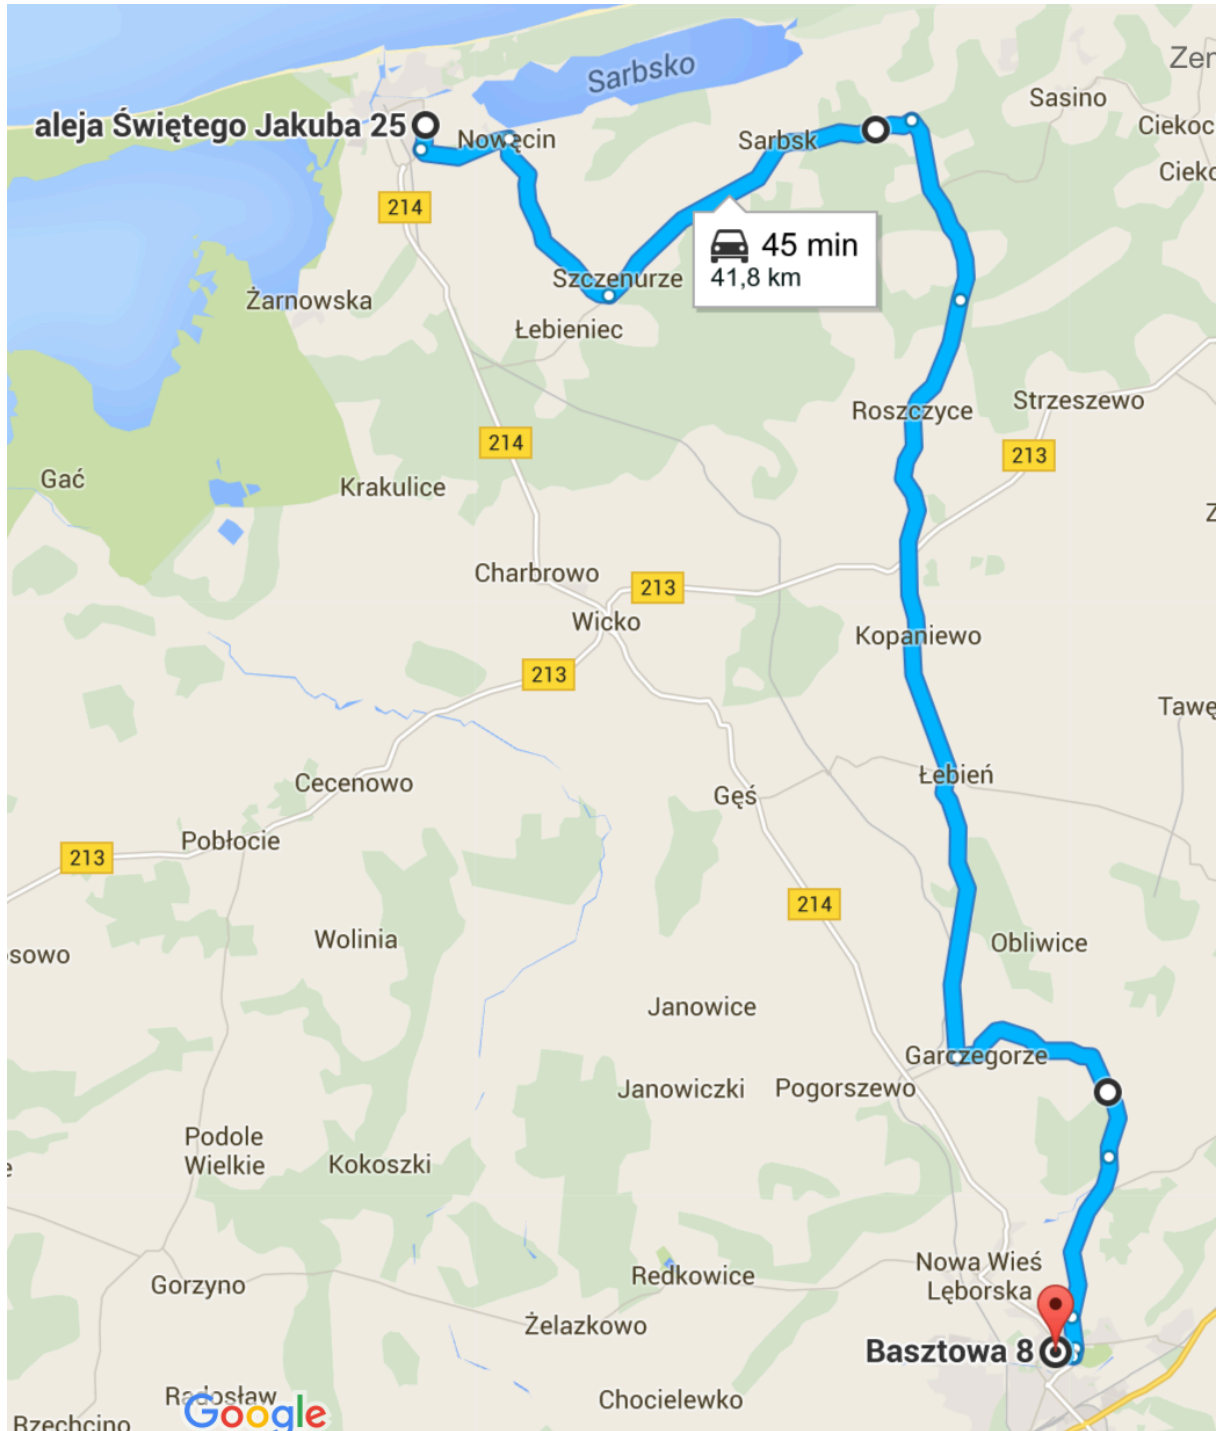 Sarbsko
Zer
Sasino
aleja Świętego Jakuba 25
Nowęcin
Sarbsk
Ciekoc
Cieko
214
45 min
41,8 km
Szczenurze
Żarnowska
Łebieniec
Roszczyce
Strzeszewo
214
213
Gać
Krakulice
Charbrowo
213
Wicko
Kopaniewo
213
Tawę
Łebień
Cecenowo
Gęś
Pobłocie
213
214
Wolinia
Obliwice
sowo
Janowice
Garczegorze
Janowiczki
Pogorszewo
Podole
Wielkie
Kokoszki
Nowa Wieś
Lęborska
Redkowice
Gorzyno
Żelazkowo
Basztowa 8
Radosław
Chocielewko
Google
Rzechcino